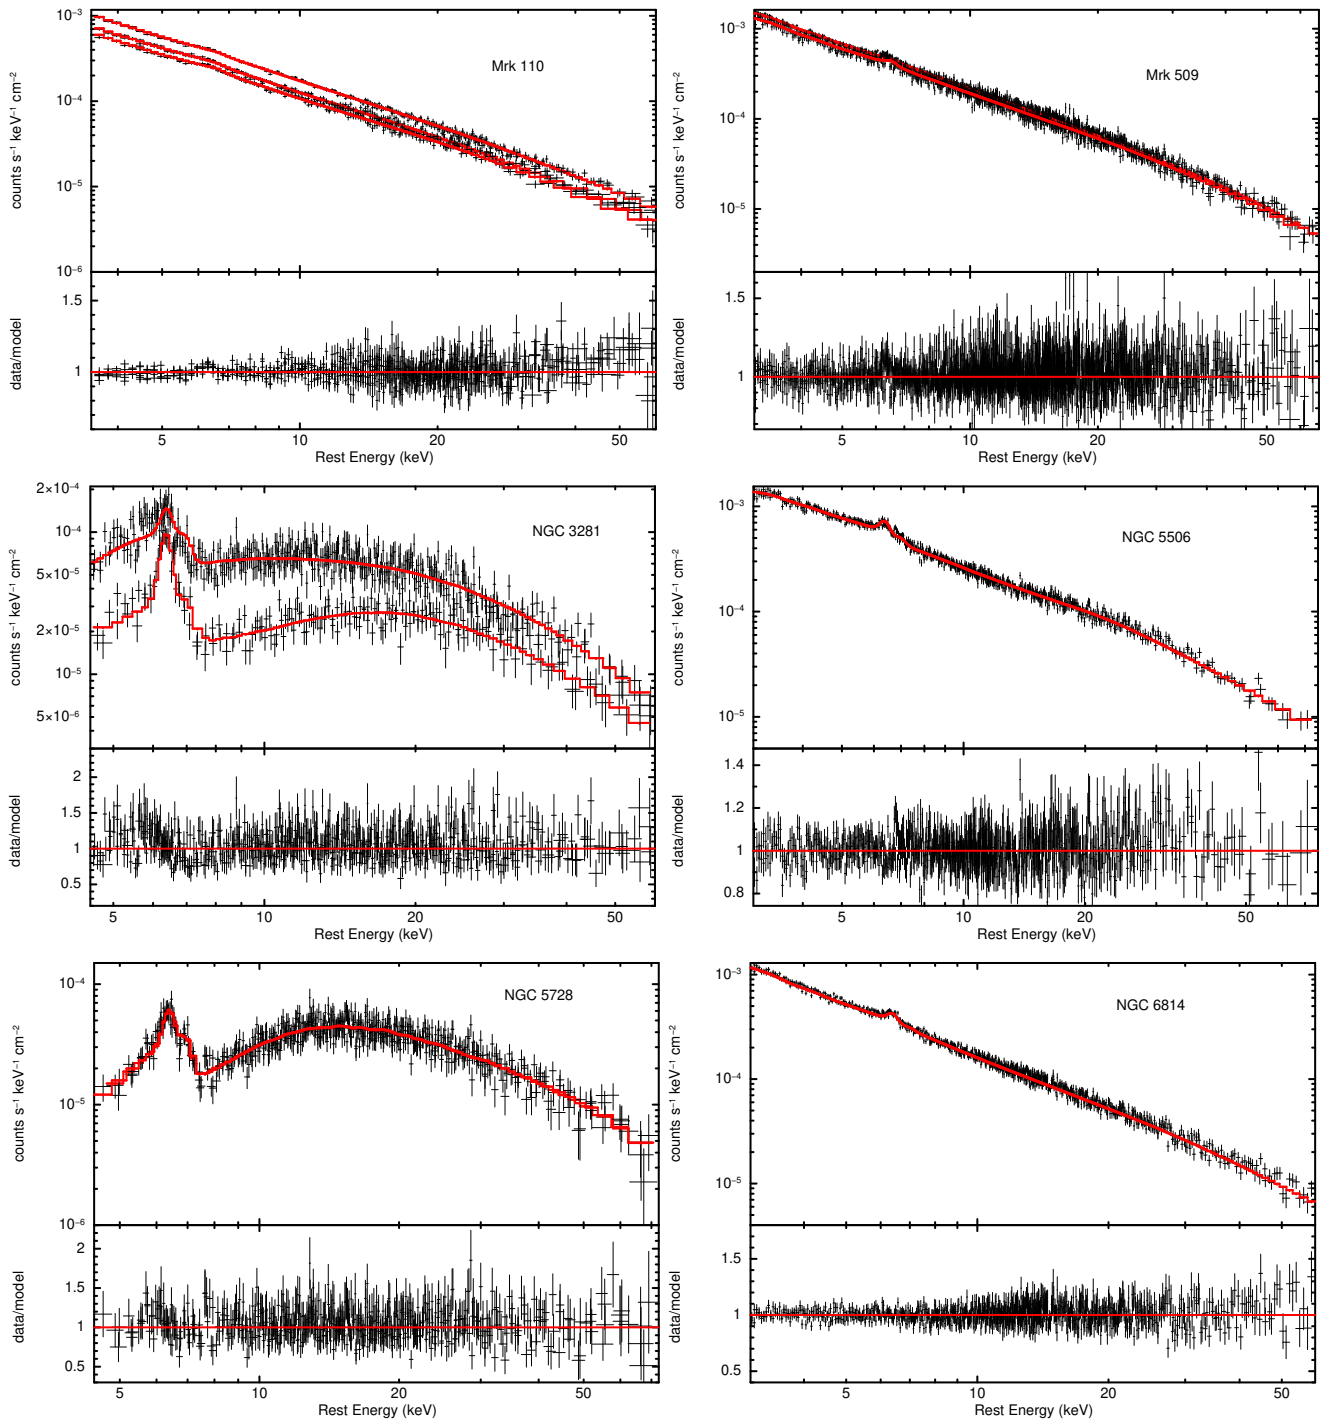 Mrk 110
counts s⁻¹ keV⁻¹ cm⁻²
10⁻³
10⁻⁴
10⁻⁵
10⁻⁶
data/model
1.5
1
5 10 20 50
Rest Energy (keV)
Mrk 509
counts s⁻¹ keV⁻¹ cm⁻²
10⁻³
10⁻⁴
10⁻⁵
data/model
1.5
1
5 10 20 50
Rest Energy (keV)
NGC 3281
counts s⁻¹ keV⁻¹ cm⁻²
2×10⁻⁴
10⁻⁴
5×10⁻⁵
2×10⁻⁵
10⁻⁵
5×10⁻⁶
data/model
2
1.5
1
0.5
5 10 20 50
Rest Energy (keV)
NGC 5506
counts s⁻¹ keV⁻¹ cm⁻²
10⁻³
10⁻⁴
10⁻⁵
data/model
1.4
1.2
1
0.8
5 10 20 50
Rest Energy (keV)
NGC 5728
counts s⁻¹ keV⁻¹ cm⁻²
10⁻⁴
10⁻⁵
10⁻⁶
data/model
2
1.5
1
0.5
5 10 20 50
Rest Energy (keV)
NGC 6814
counts s⁻¹ keV⁻¹ cm⁻²
10⁻³
10⁻⁴
10⁻⁵
data/model
1.5
1
0.5
5 10 20 50
Rest Energy (keV)